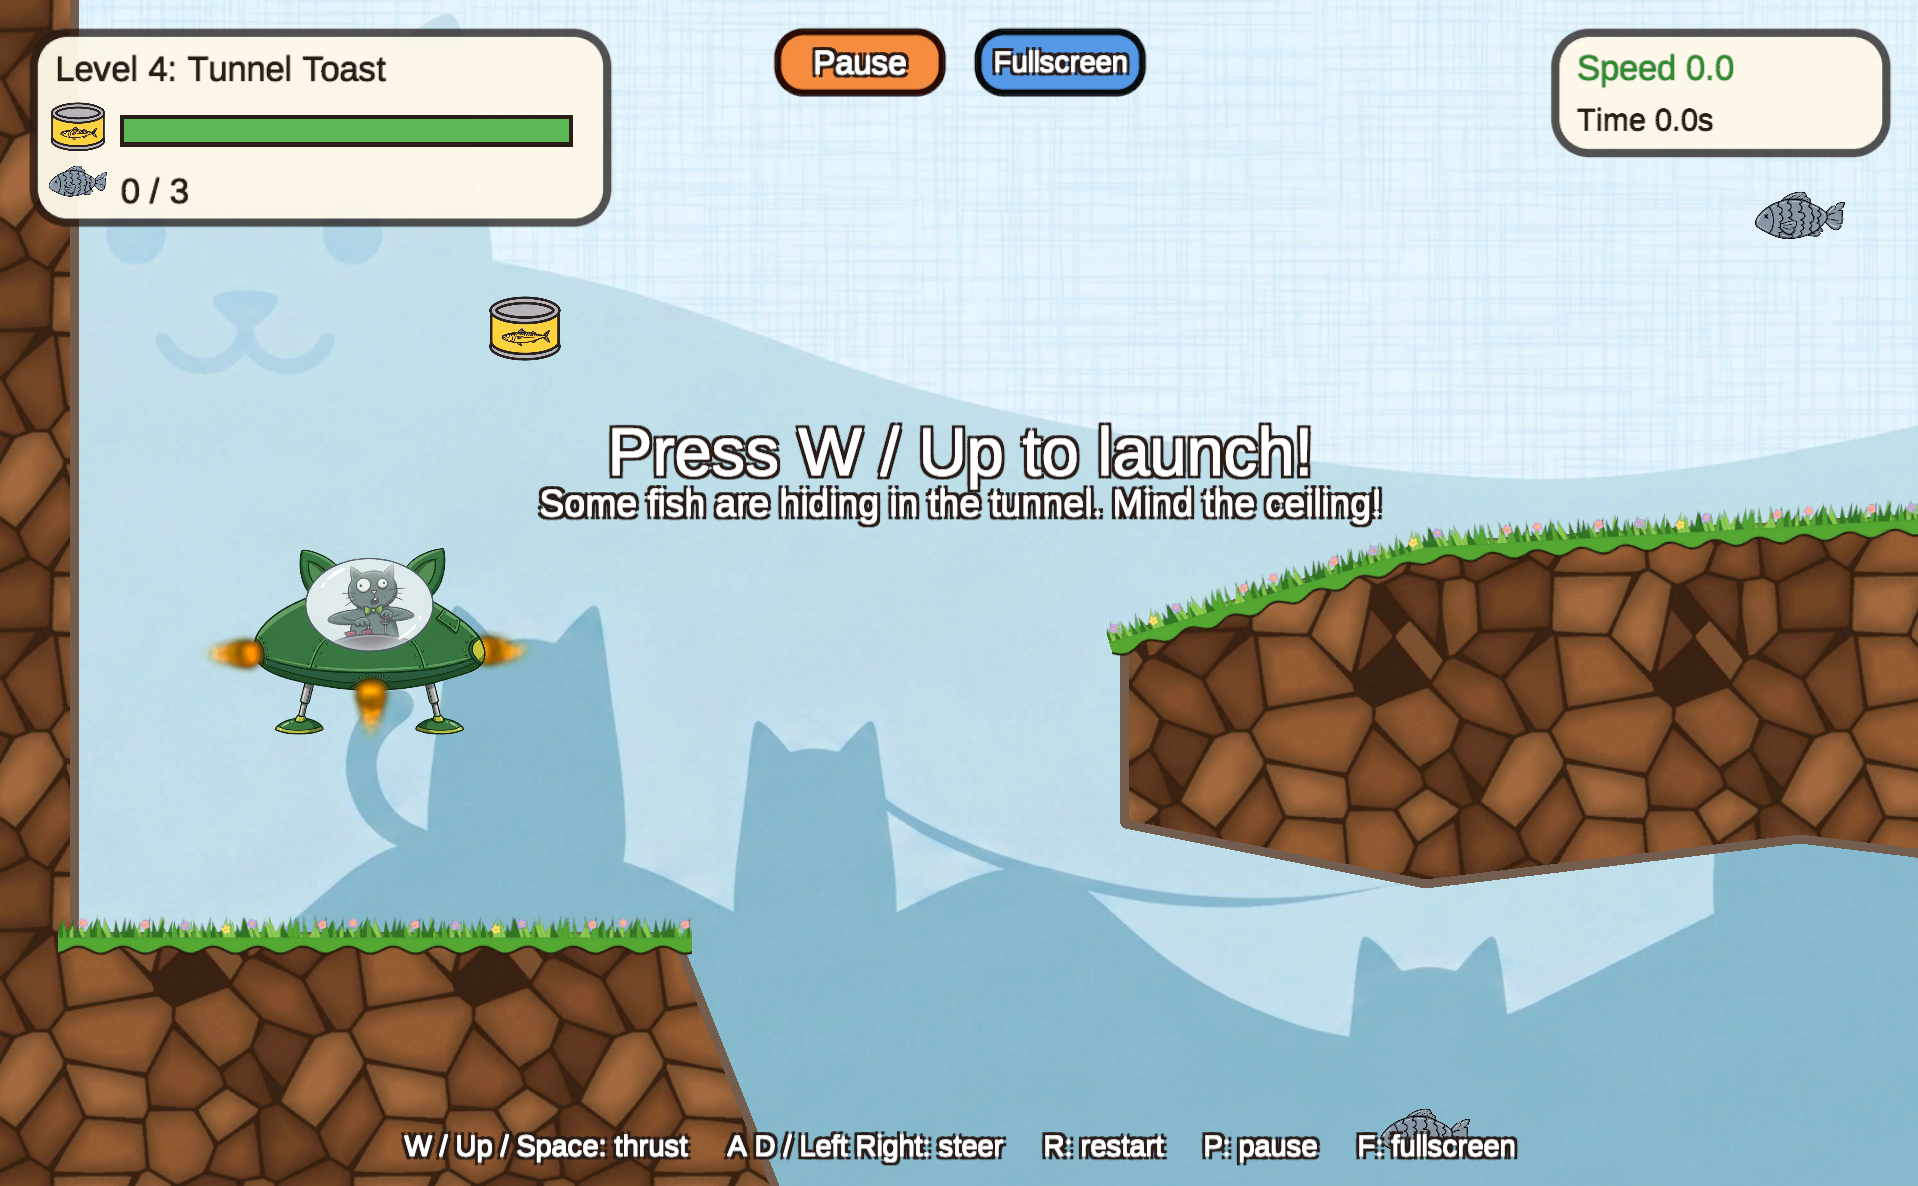 Level 4: Tunnel Toast
0 / 3
Pause
Fullscreen
Speed 0.0
Time 0.0s
Press W / Up to launch!
Some fish are hiding in the tunnel. Mind the ceiling!
W / Up / Space: thrust A D / Left Right: steer R: restart P: pause F: fullscreen